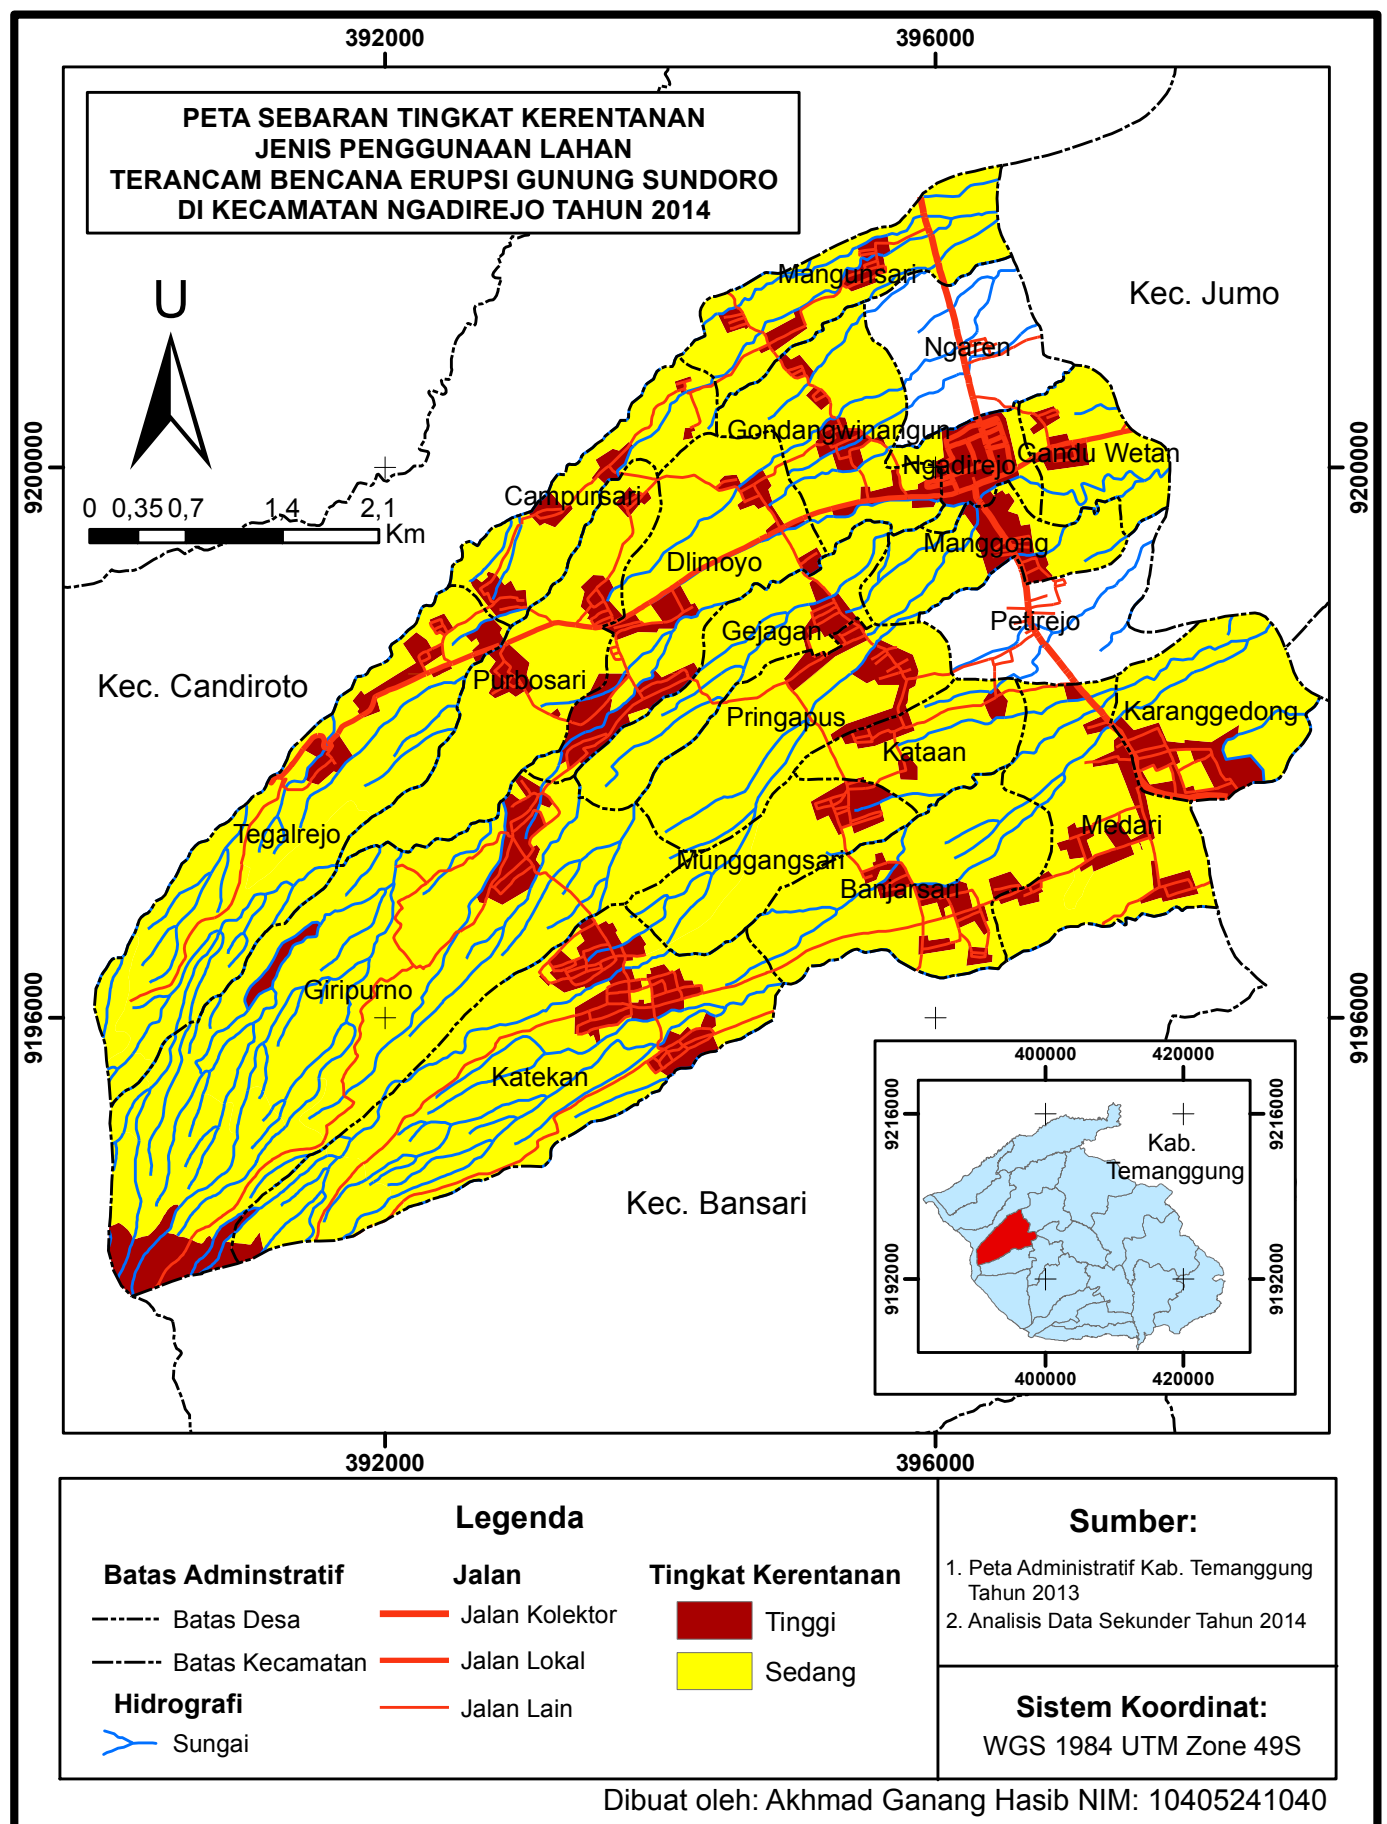 392000
396000
PETA SEBARAN TINGKAT KERENTANAN
JENIS PENGGUNAAN LAHAN
TERANCAM BENCANA ERUPSI GUNUNG SUNDORO
DI KECAMATAN NGADIREJO TAHUN 2014
U
Mangunsari
Kec. Jumo
Ngaren
Gondangwinangun
9200000
9200000
Ngadirejo
Gandu Wetan
Campursari
0 0,35 0,7 1,4 2,1
Km
Manggong
Dlimoyo
Petirejo
Gejagan
Kec. Candiroto
Purbosari
Pringapus
Karanggedong
Kataan
Tegalrejo
Medari
Munggangsari
Banjarsari
Giripurno
9196000
9196000
Katekan
400000
420000
9216000
9216000
Kab.
Temanggung
Kec. Bansari
9192000
9192000
400000
420000
392000
396000
Legenda
Batas Adminstratif
Batas Desa
Batas Kecamatan
Hidrografi
Sungai
Jalan
Jalan Kolektor
Jalan Lokal
Jalan Lain
Tingkat Kerentanan
Tinggi
Sedang
Sumber:
1. Peta Administratif Kab. Temanggung
Tahun 2013
2. Analisis Data Sekunder Tahun 2014
Sistem Koordinat:
WGS 1984 UTM Zone 49S
Dibuat oleh: Akhmad Ganang Hasib NIM: 10405241040